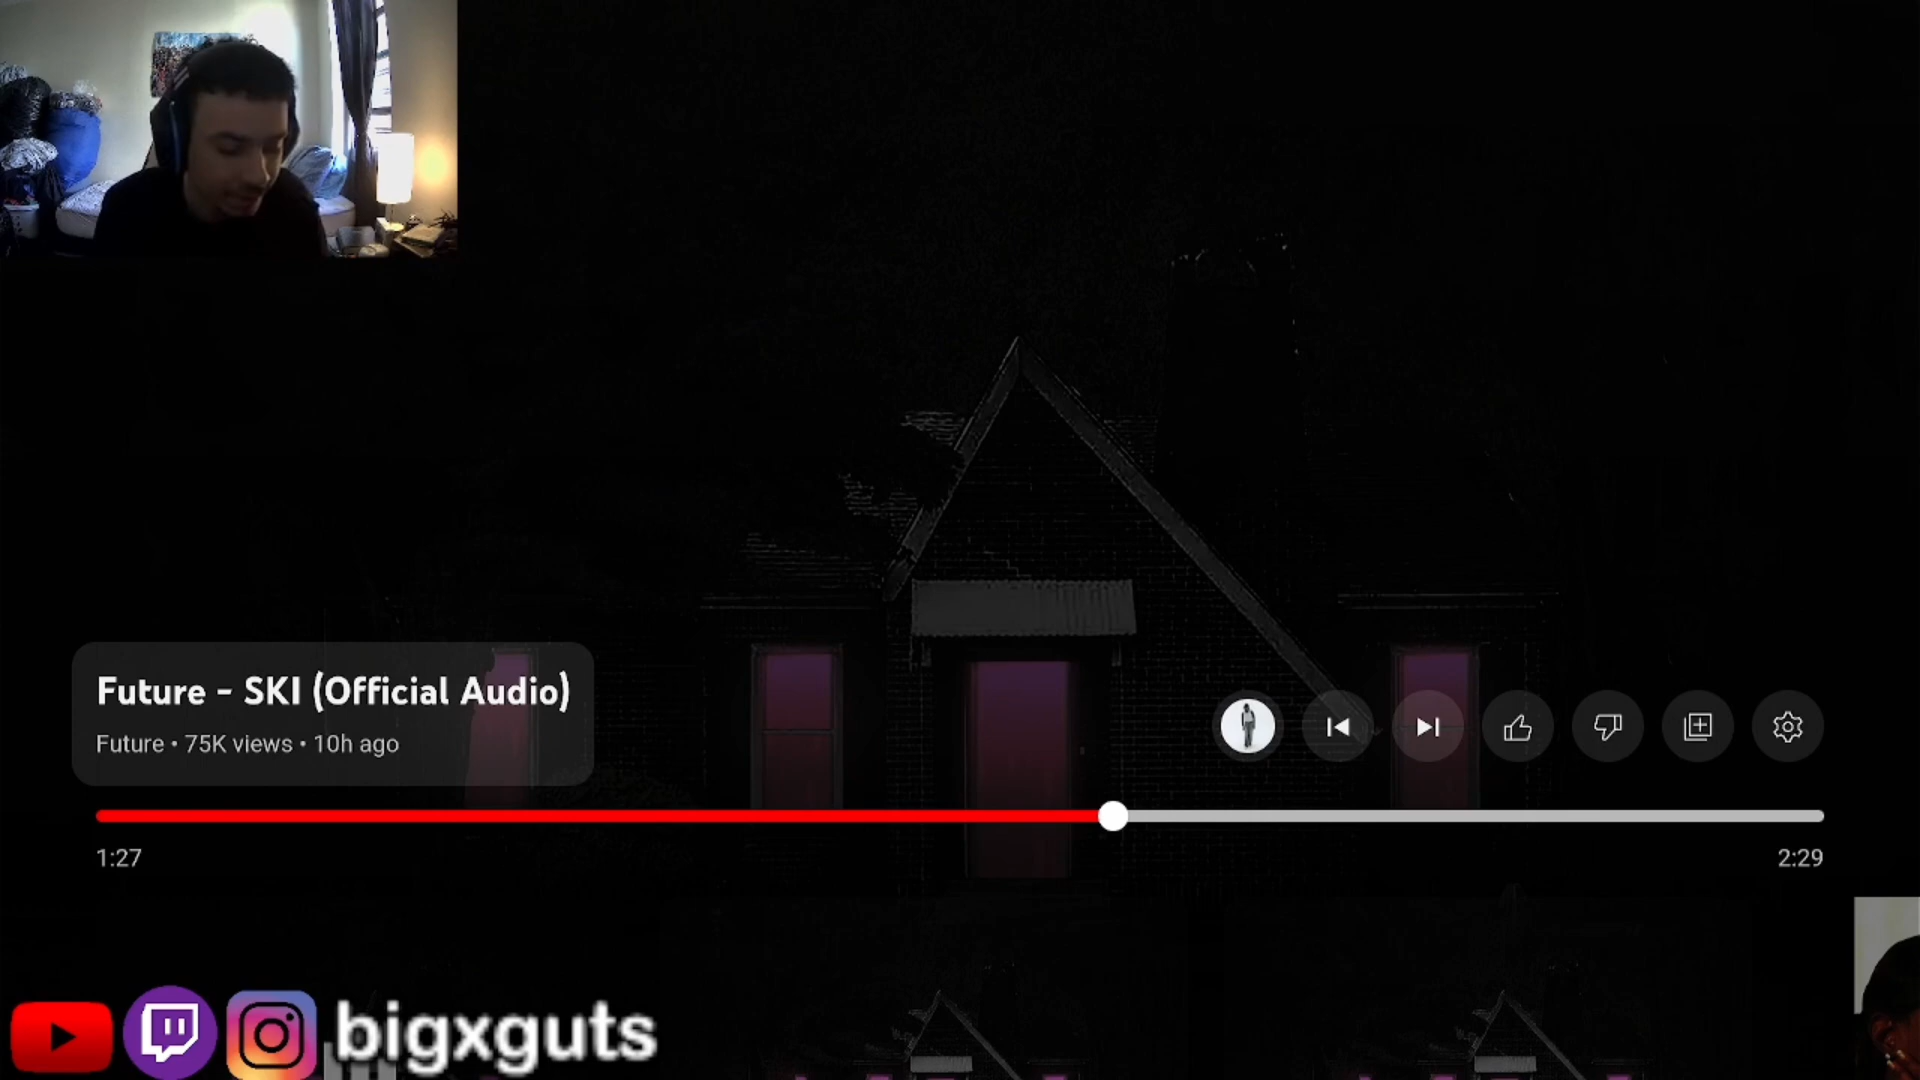 Future - SKI (Official Audio)
Future • 75K views • 10h ago
1:27
2:29
bigxguts